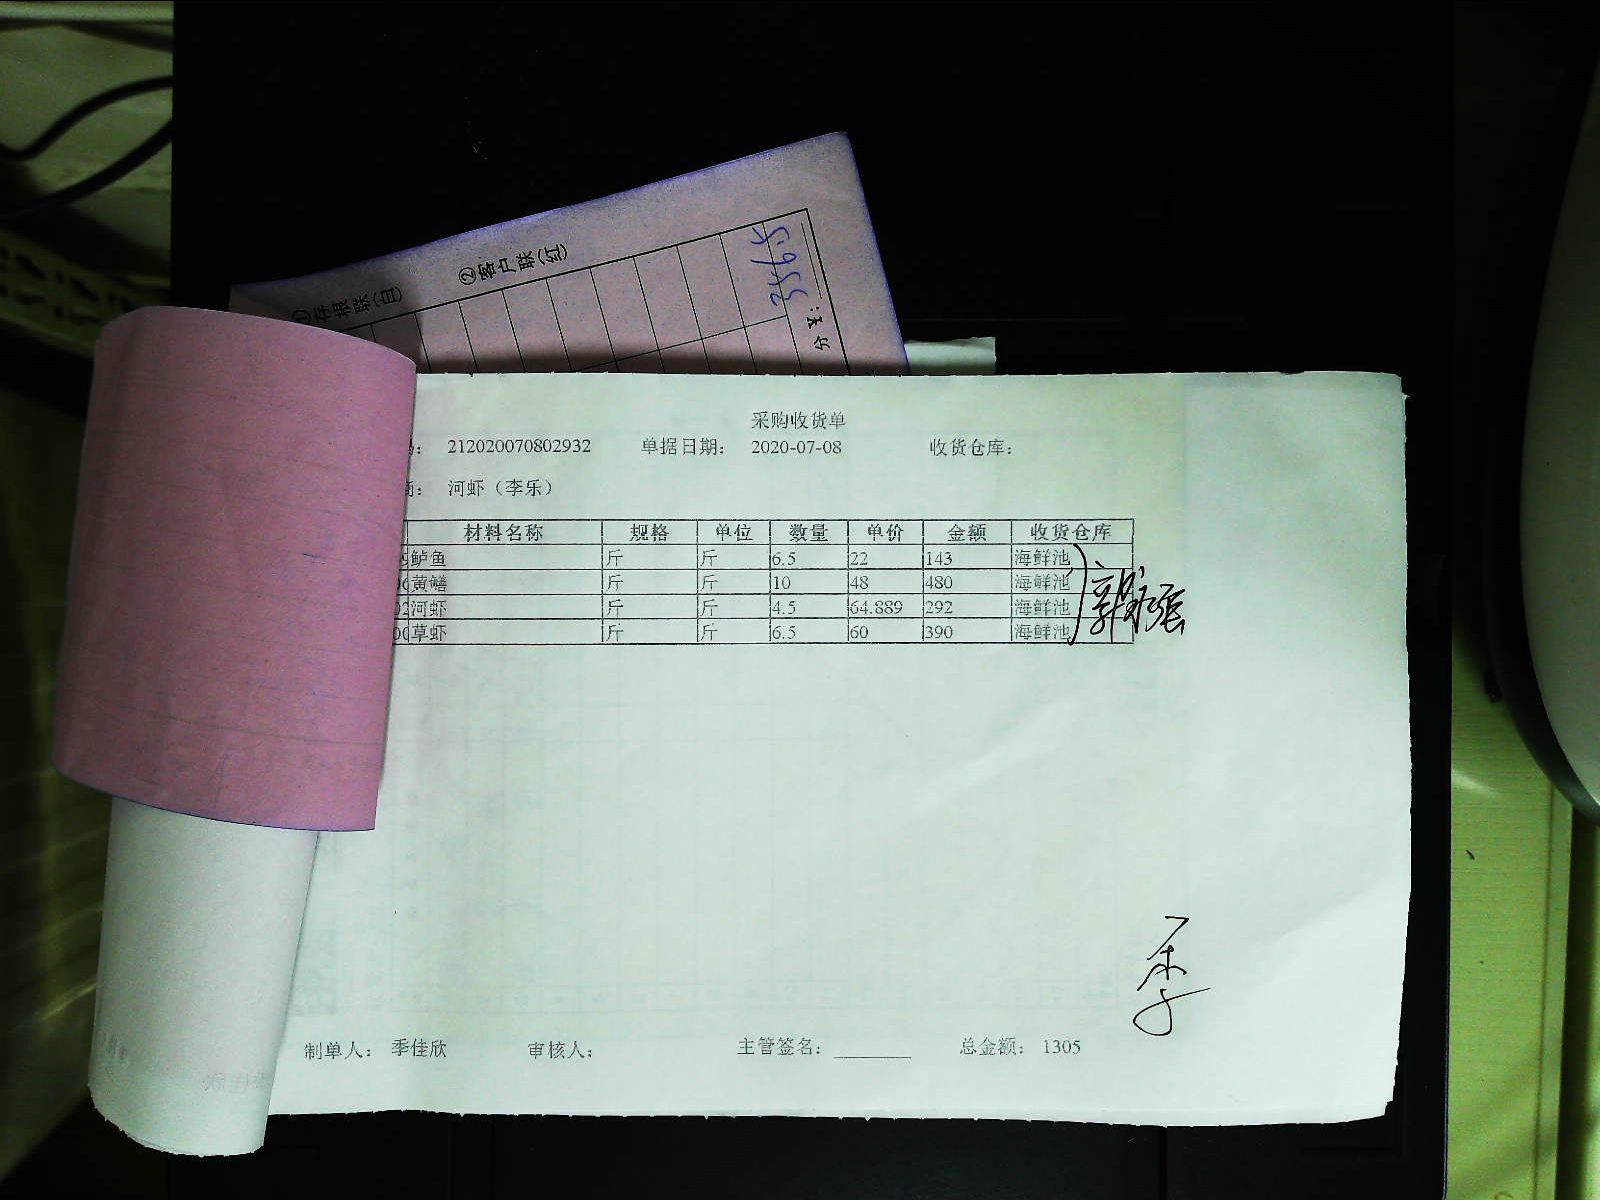 ②客户联(红)
①存根联(白)
3565
分 ¥:
采购收货单
212020070802932 单据日期: 2020-07-08 收货仓库:
商: 河虾（李乐）
材料名称 规格 单位 数量 单价 金额 收货仓库
鲈鱼 斤 斤 6.5 22 143 海鲜池
黄鳝 斤 斤 10 48 480 海鲜池
河虾 斤 斤 4.5 64.889 292 海鲜池
草虾 斤 斤 6.5 60 390 海鲜池
制单人: 季佳欣 审核人: 主管签名: ________ 总金额: 1305